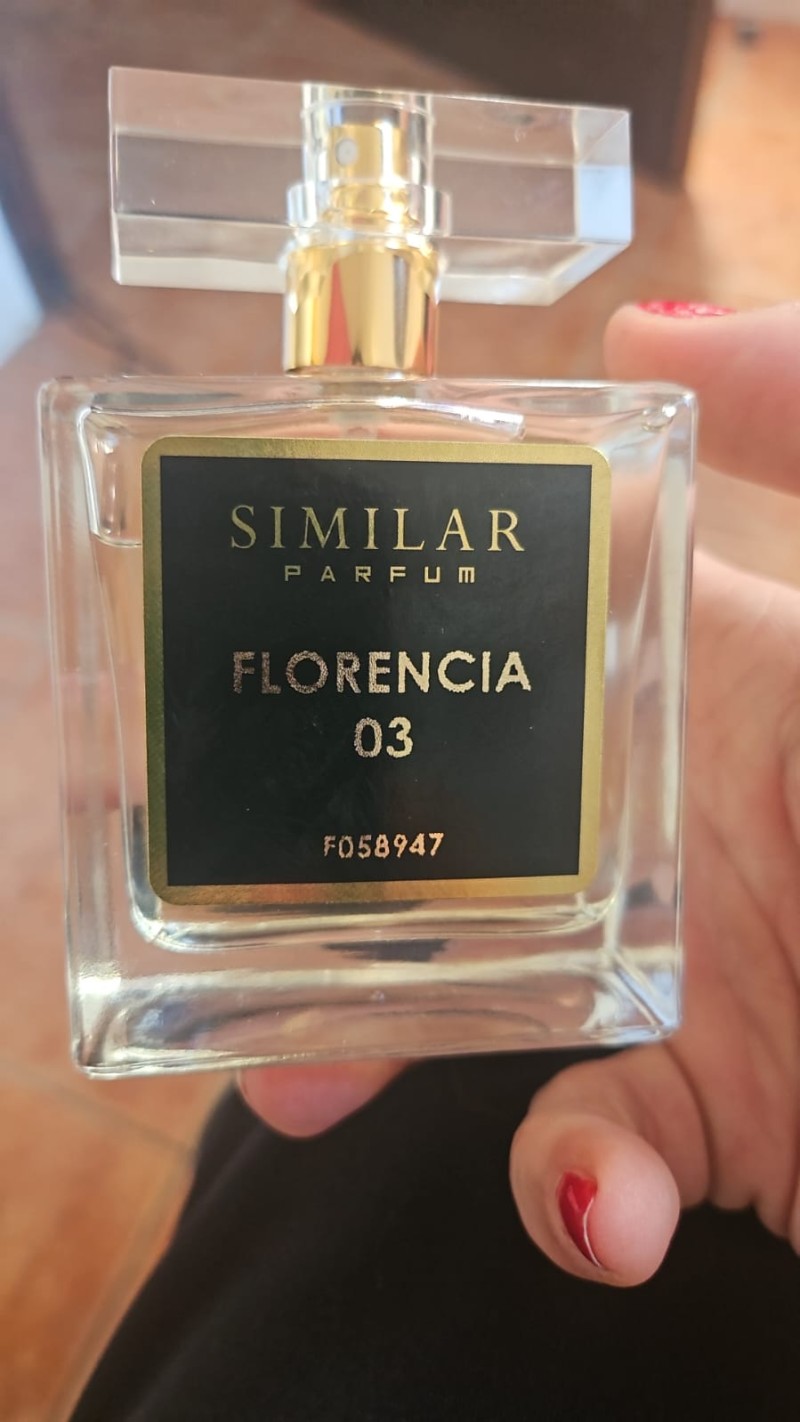 SIMILAR
PARFUM
FLORENCIA
03
F058947